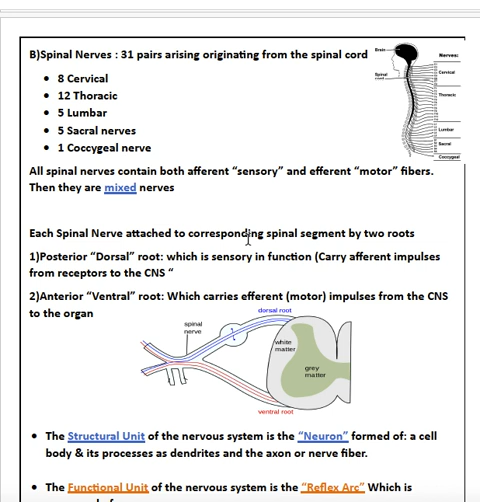 B)Spinal Nerves : 31 pairs arising originating from the spinal cord
• 8 Cervical
• 12 Thoracic
• 5 Lumbar
• 5 Sacral nerves
• 1 Coccygeal nerve
Brain
Spinal
Nerves:
Cervical
Thoracic
Lumbar
Sacral
Coccygeal
All spinal nerves contain both afferent “sensory” and efferent “motor” fibers.
Then they are mixed nerves
Each Spinal Nerve attached to corresponding spinal segment by two roots
1)Posterior “Dorsal” root: which is sensory in function (Carry afferent impulses
from receptors to the CNS “
2)Anterior “Ventral” root: Which carries efferent (motor) impulses from the CNS
to the organ
dorsal root
spinal
nerve
white
matter
grey
matter
ventral root
• The Structural Unit of the nervous system is the “Neuron” formed of: a cell
body & its processes as dendrites and the axon or nerve fiber.
• The Functional Unit of the nervous system is the “Reflex Arc” Which is